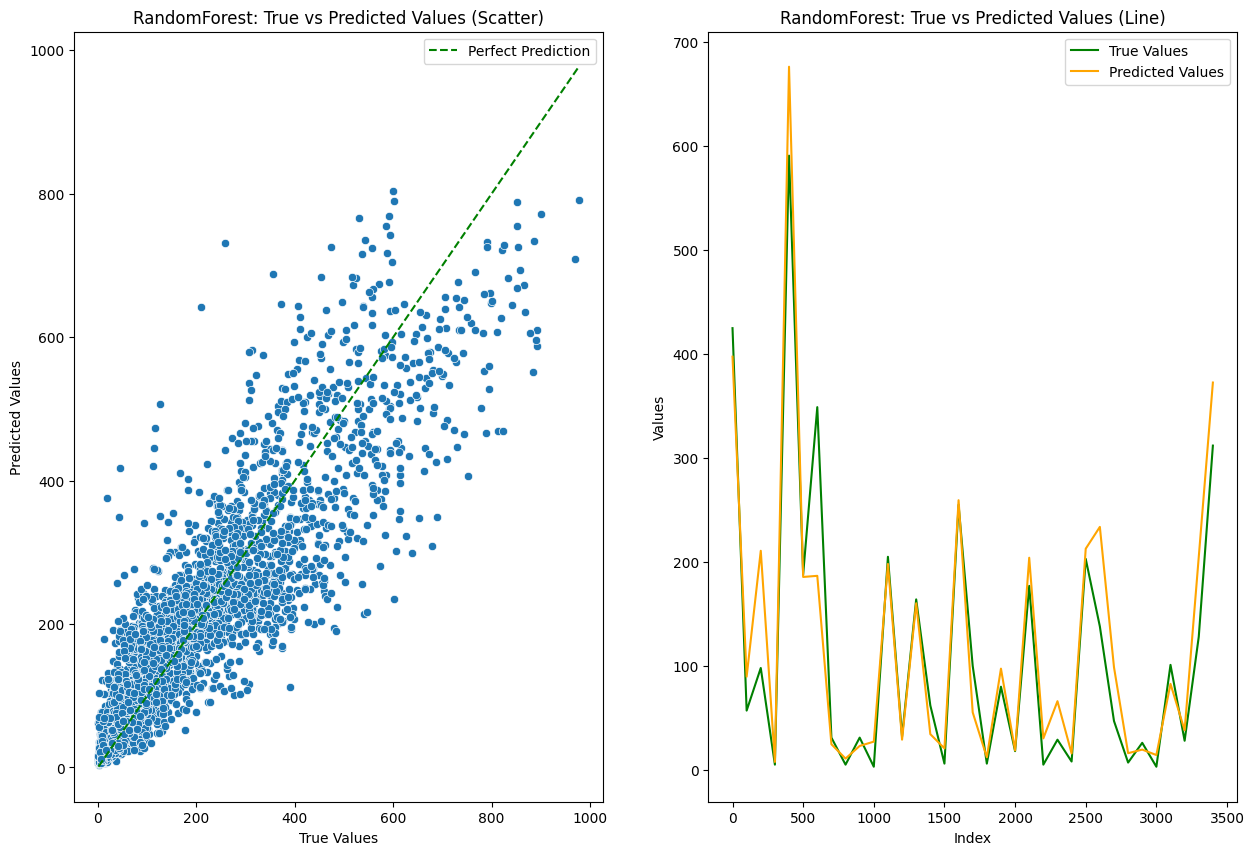 RandomForest: True vs Predicted Values (Scatter)
Perfect Prediction
1000
800
600
400
200
0
Predicted Values
0 200 400 600 800 1000
True Values
RandomForest: True vs Predicted Values (Line)
True Values
Predicted Values
700
600
500
400
300
200
100
0
Values
0 500 1000 1500 2000 2500 3000 3500
Index